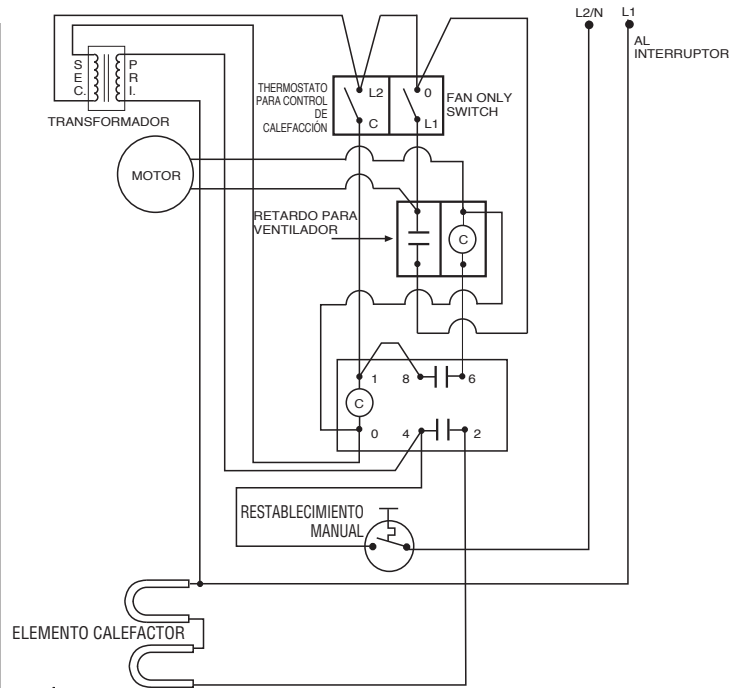 L2/N L1
AL
INTERRUPTOR
S
E
C.
P
R
I.
TRANSFORMADOR
THERMOSTATO
PARA CONTROL
DE
CALEFACCIÓN
L2
C
0
L1
FAN ONLY
SWITCH
MOTOR
RETARDO PARA
VENTILADOR
C
1 8 6
C
0 4 2
RESTABLECIMIENTO
MANUAL
ELEMENTO CALEFACTOR